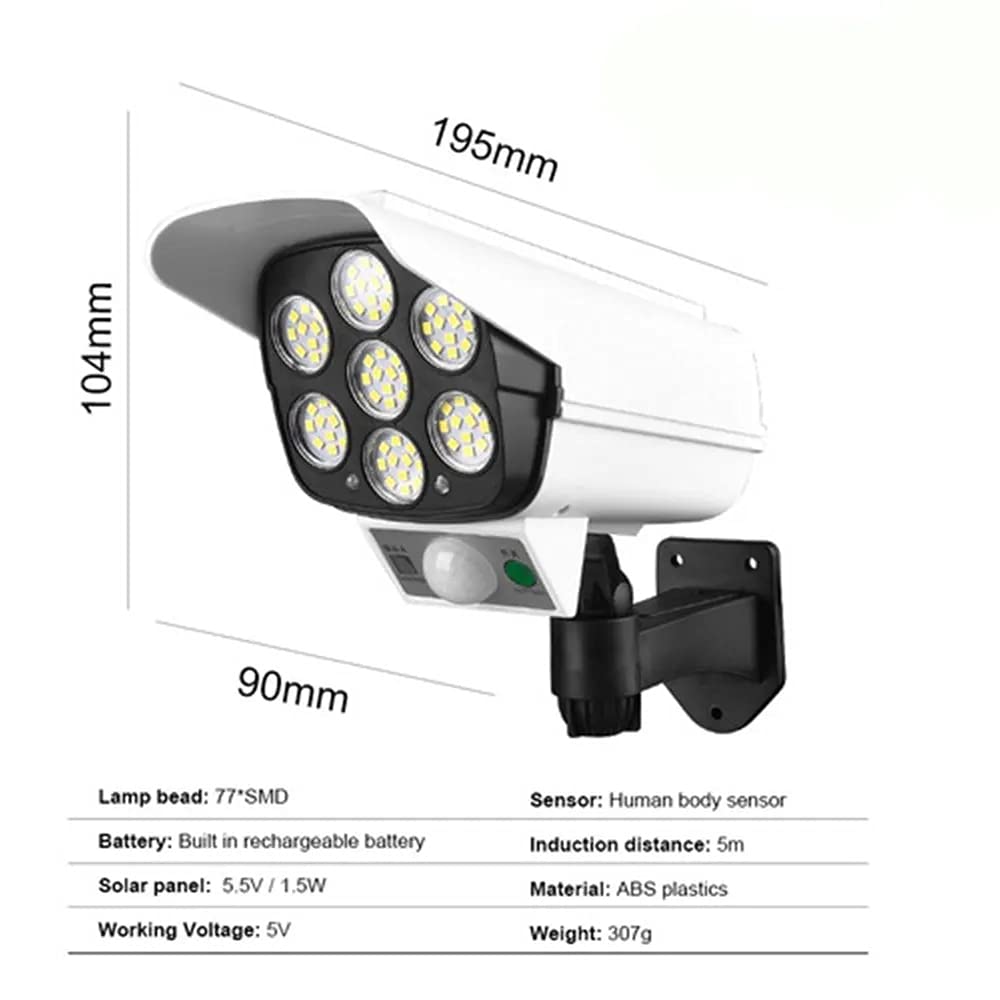 195mm
104mm
90mm
Lamp bead: 77*SMD
Sensor: Human body sensor
Battery: Built in rechargeable battery
Induction distance: 5m
Solar panel: 5.5V / 1.5W
Material: ABS plastics
Working Voltage: 5V
Weight: 307g